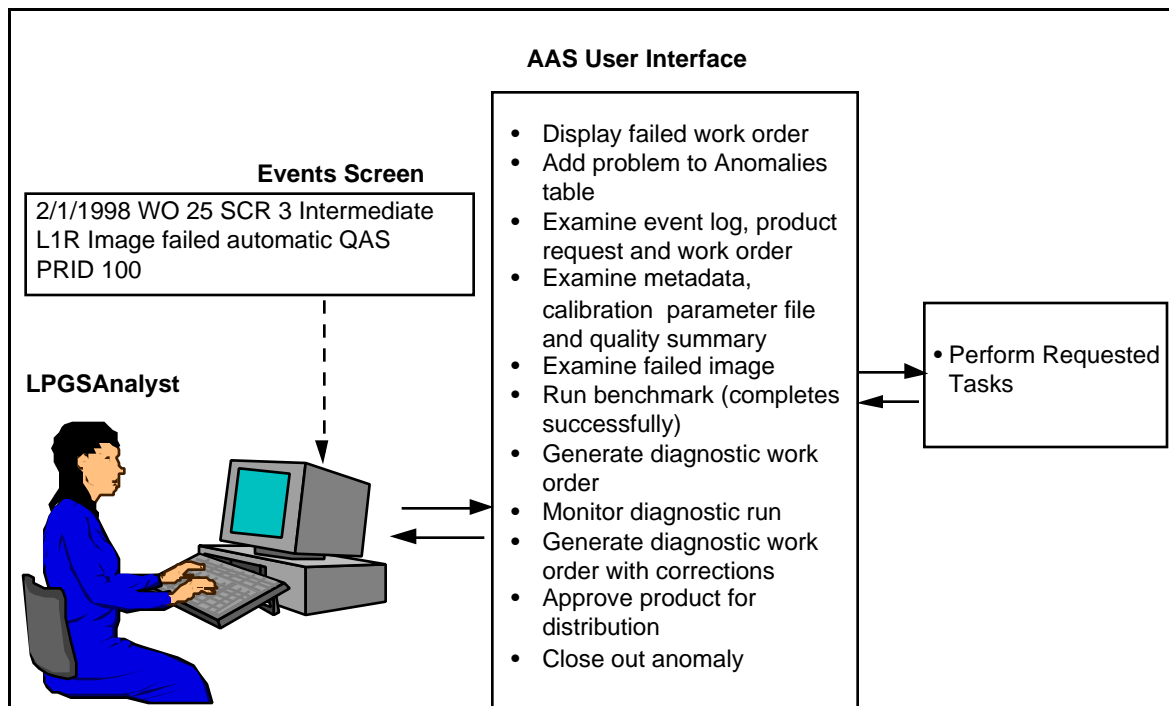 AAS User Interface
Events Screen
2/1/1998 WO 25 SCR 3 Intermediate
L1R Image failed automatic QAS
PRID 100
LPGSAnalyst
• Display failed work order
• Add problem to Anomalies
table
• Examine event log, product
request and work order
• Examine metadata,
calibration parameter file
and quality summary
• Examine failed image
• Run benchmark (completes
successfully)
• Generate diagnostic work
order
• Monitor diagnostic run
• Generate diagnostic work
order with corrections
• Approve product for
distribution
• Close out anomaly
• Perform Requested
Tasks